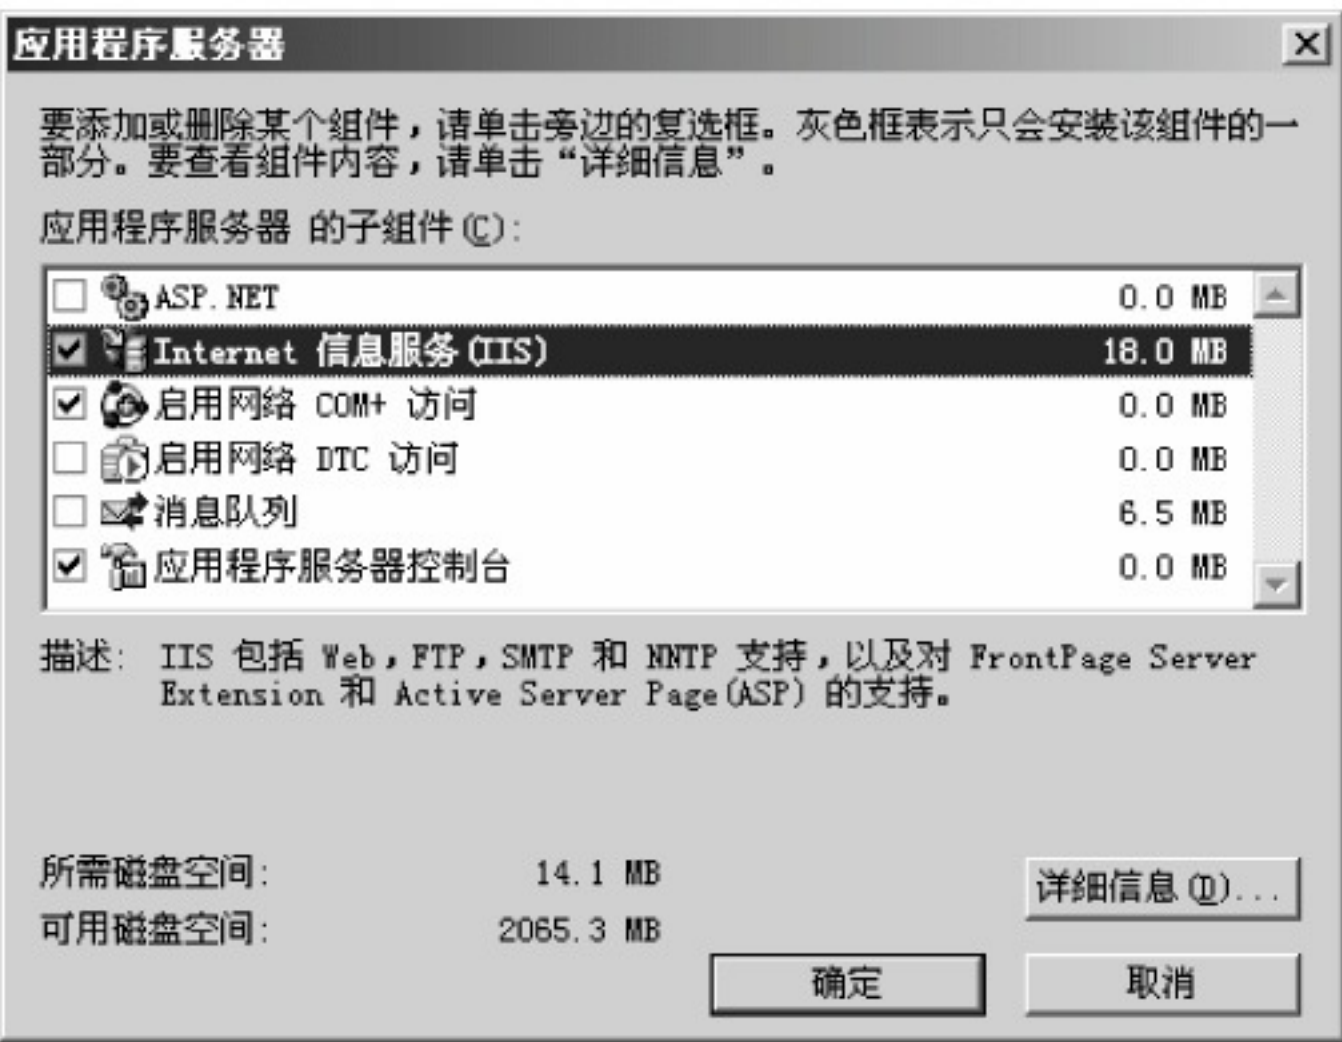 应用程序服务器
要添加或删除某个组件，请单击旁边的复选框。灰色框表示只会安装该组件的一
部分。要查看组件内容，请单击“详细信息”。
应用程序服务器 的子组件(C):
ASP.NET 0.0 MB
Internet 信息服务(IIS) 18.0 MB
启用网络 COM+ 访问 0.0 MB
启用网络 DTC 访问 0.0 MB
消息队列 6.5 MB
应用程序服务器控制台 0.0 MB
描述: IIS 包括 Web，FTP，SMTP 和 NNTP 支持，以及对 FrontPage Server
Extension 和 Active Server Page(ASP) 的支持。
所需磁盘空间: 14.1 MB
详细信息(D)...
可用磁盘空间: 2065.3 MB
确定 取消